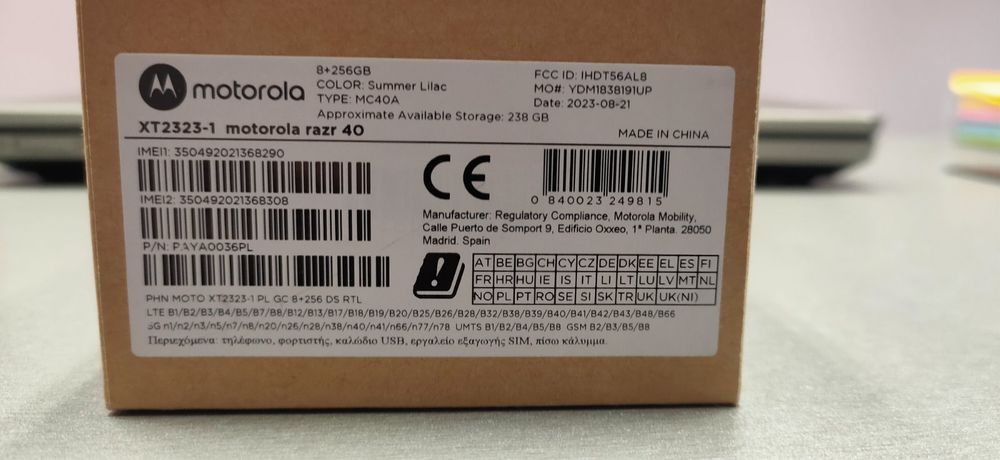 motorola
8+256GB
COLOR: Summer Lilac
TYPE: MC40A
Approximate Available Storage: 238 GB
FCC ID: IHDT56AL8
MO#: YDM1838191UP
Date: 2023-08-21
XT2323-1 motorola razr 40
MADE IN CHINA
IMEI1: 350492021368290
IMEI2: 350492021368308
P/N: PAYA0036PL
CE
0 840023 249815
Manufacturer: Regulatory Compliance, Motorola Mobility,
Calle Puerto de Somport 9, Edificio Oxxeo, 1ª Planta. 28050
Madrid. Spain
AT BE BG CH CY CZ DE DK EE EL ES FI
FR HR HU IE IS IT LI LT LU LV MT NL
NO PL PT RO SE SI SK TR UK UK(NI)
PHN MOTO XT2323-1 PL GC 8+256 DS RTL
LTE B1/B2/B3/B4/B5/B7/B8/B12/B13/B17/B18/B19/B20/B25/B26/B28/B32/B38/B39/B40/B41/B42/B43/B48/B66
5G n1/n2/n3/n5/n7/n8/n20/n26/n28/n38/n40/n41/n66/n77/n78 UMTS B1/B2/B4/B5/B8 GSM B2/B3/B5/B8
Περιεχόμενα: τηλέφωνο, φορτιστής, καλώδιο USB, εργαλείο εξαγωγής SIM, πίσω κάλυμμα.